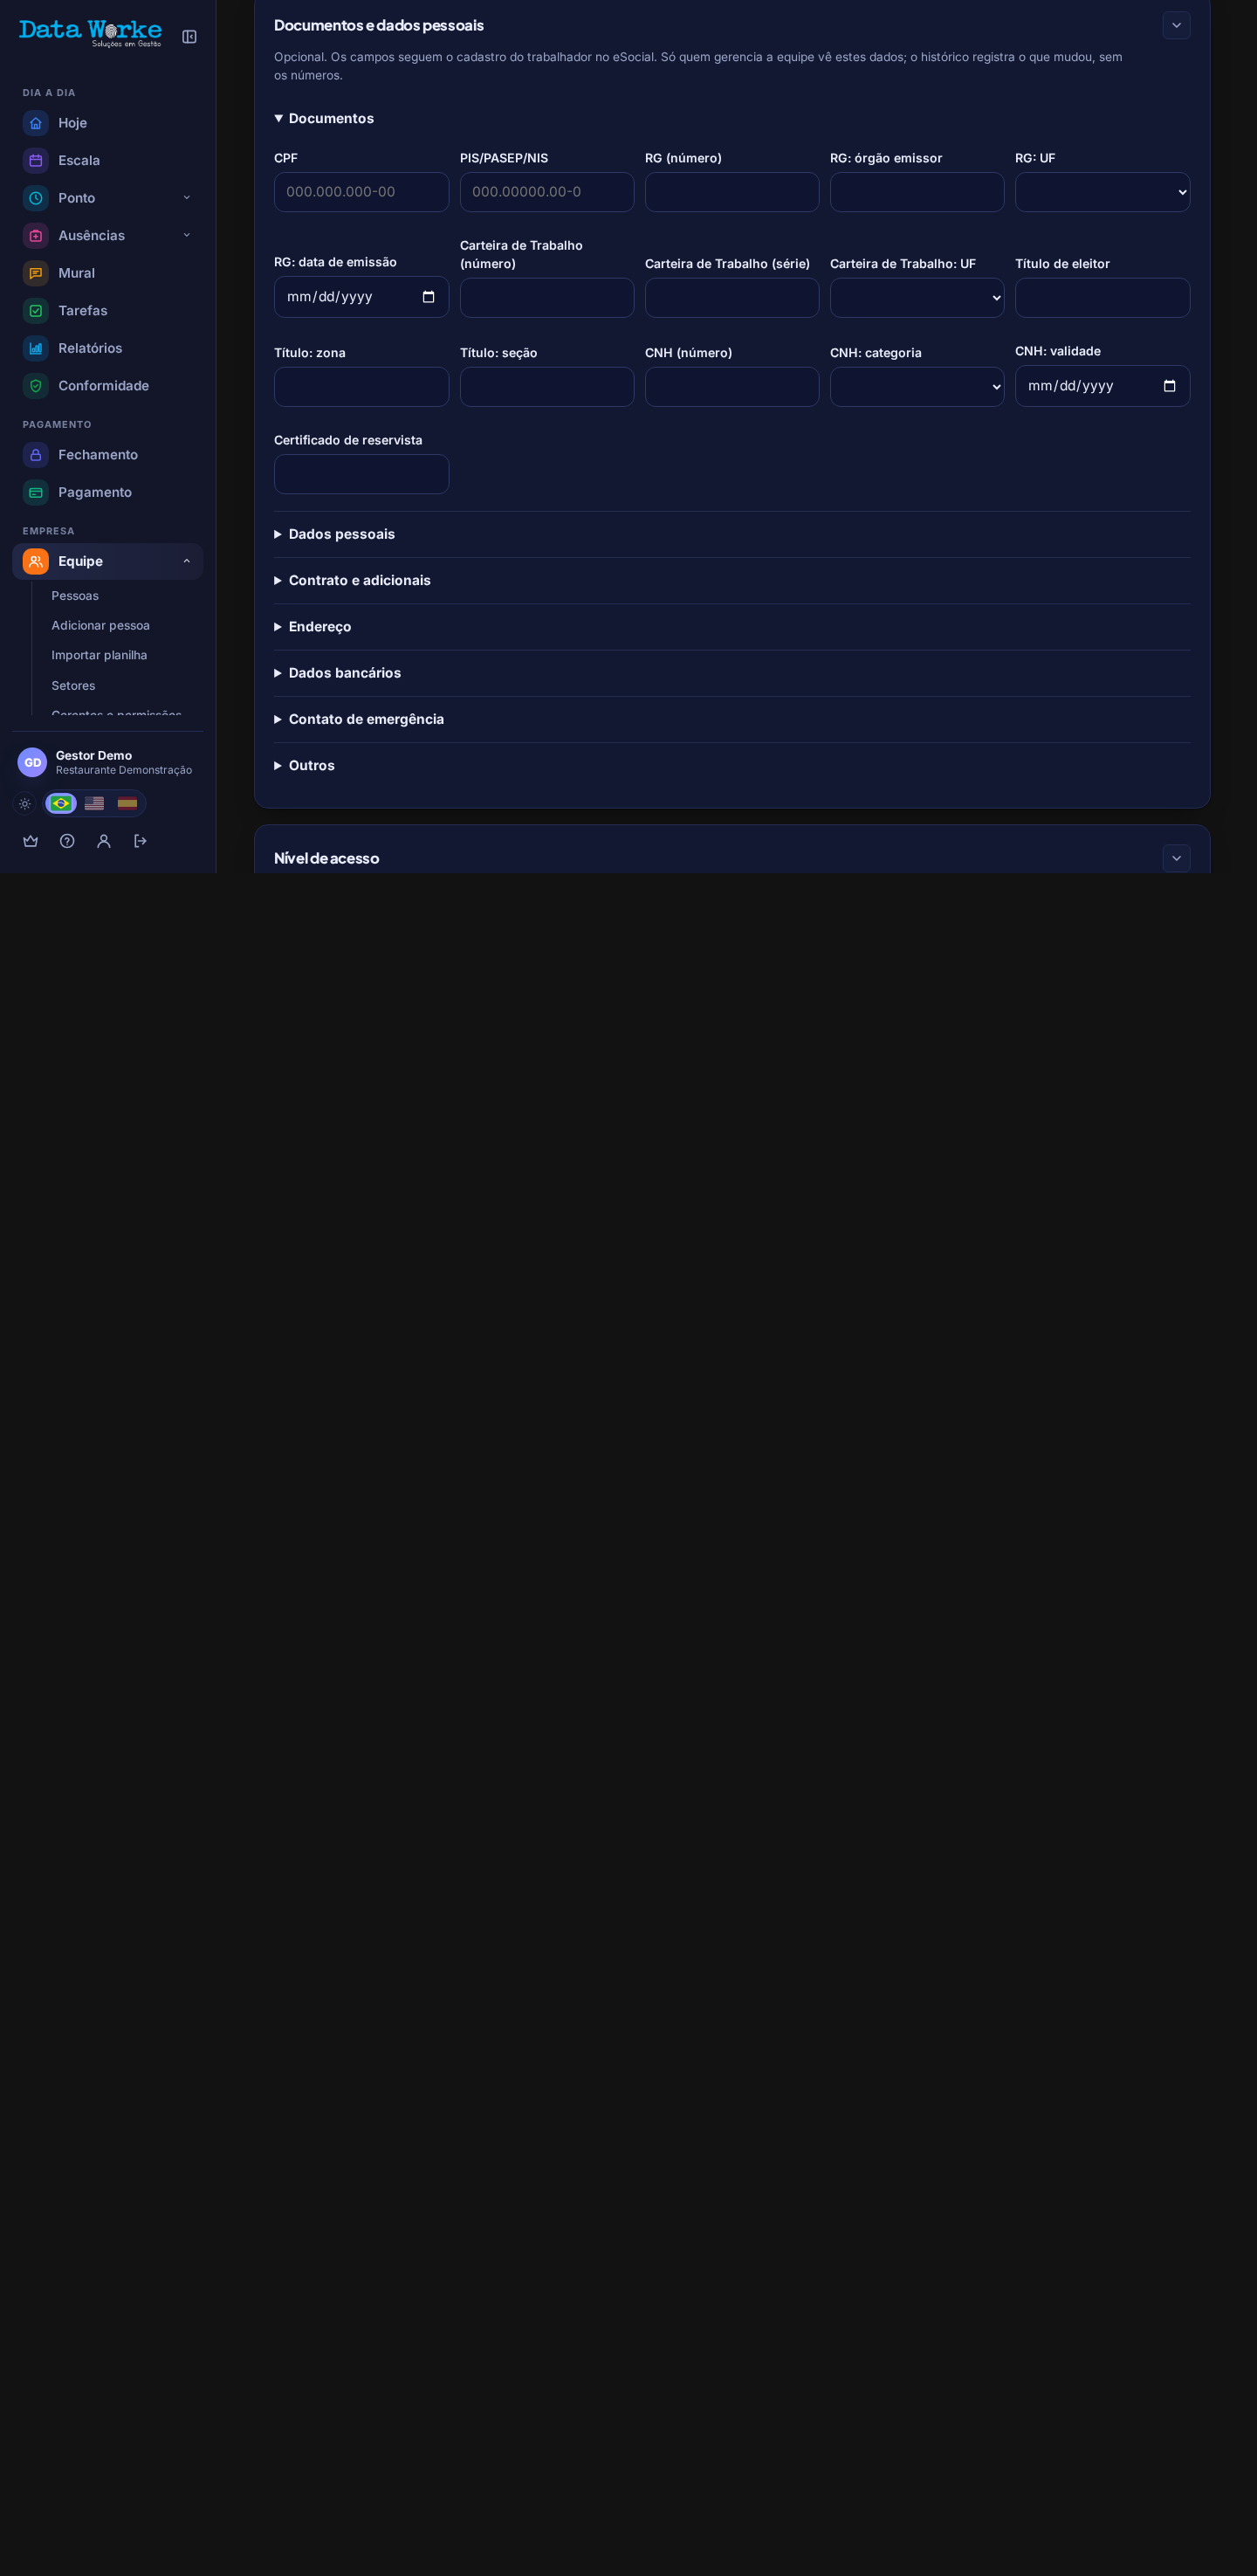 Data Worke
Soluções em Gestão
DIA A DIA
Hoje
Escala
Ponto
Ausências
Mural
Tarefas
Relatórios
Conformidade
PAGAMENTO
Fechamento
Pagamento
EMPRESA
Equipe
Pessoas
Adicionar pessoa
Importar planilha
Setores
Gerentes e permissões
GD
Gestor Demo
Restaurante Demonstração
Documentos e dados pessoais
Opcional. Os campos seguem o cadastro do trabalhador no eSocial. Só quem gerencia a equipe vê estes dados; o histórico registra o que mudou, sem
os números.
Documentos
CPF
PIS/PASEP/NIS
RG (número)
RG: órgão emissor
RG: UF
000.000.000-00
000.00000.00-0
RG: data de emissão
Carteira de Trabalho
(número)
Carteira de Trabalho (série)
Carteira de Trabalho: UF
Título de eleitor
mm/dd/yyyy
Título: zona
Título: seção
CNH (número)
CNH: categoria
CNH: validade
mm/dd/yyyy
Certificado de reservista
Dados pessoais
Contrato e adicionais
Endereço
Dados bancários
Contato de emergência
Outros
Nível de acesso